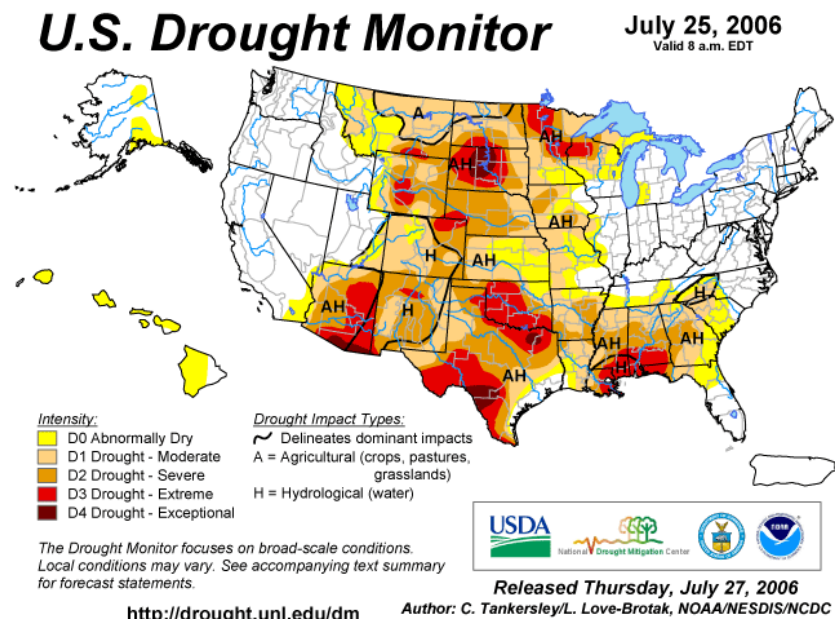 U.S. Drought Monitor
July 25, 2006
Valid 8 a.m. EDT
A
AH
AH
AH
H
AH
AH
H
H
AH
AH
AH
H
Intensity:
D0 Abnormally Dry
D1 Drought - Moderate
D2 Drought - Severe
D3 Drought - Extreme
D4 Drought - Exceptional
Drought Impact Types:
Delineates dominant impacts
A = Agricultural (crops, pastures,
grasslands)
H = Hydrological (water)
The Drought Monitor focuses on broad-scale conditions.
Local conditions may vary. See accompanying text summary
for forecast statements.
http://drought.unl.edu/dm
USDA
National Drought Mitigation Center
Released Thursday, July 27, 2006
Author: C. Tankersley/L. Love-Brotak, NOAA/NESDIS/NCDC